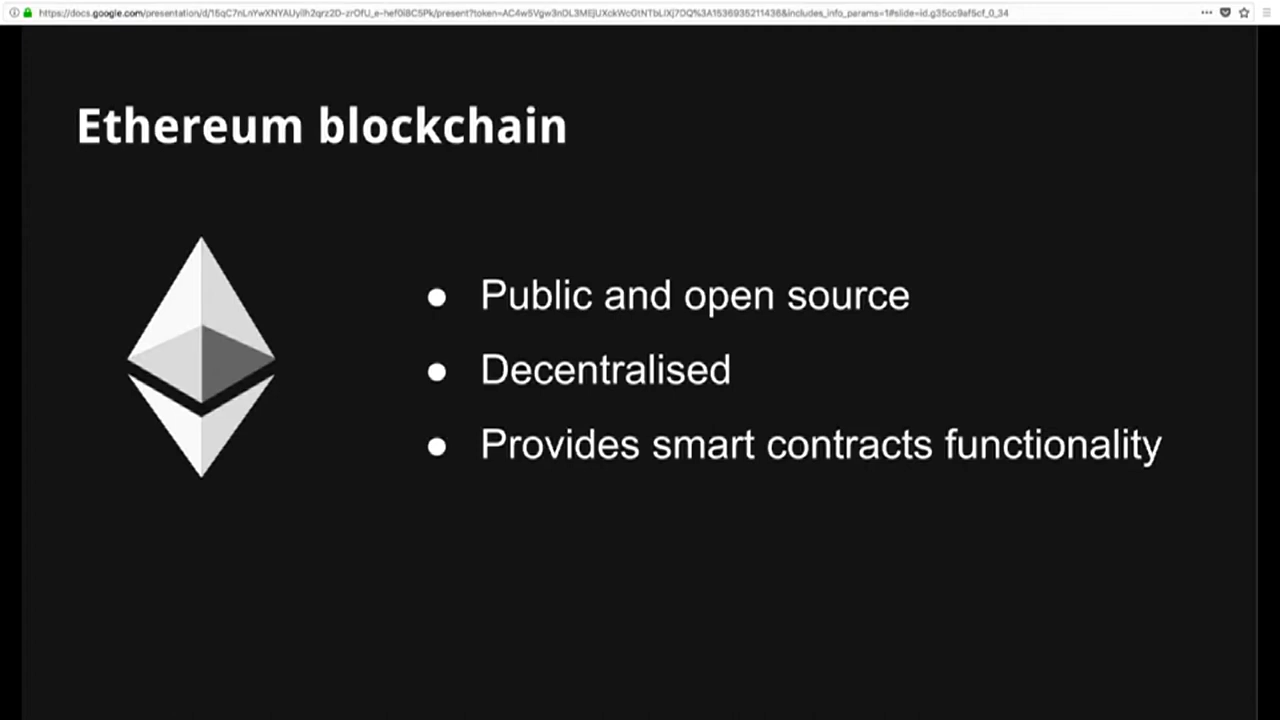 Ethereum blockchain
● Public and open source
● Decentralised
● Provides smart contracts functionality